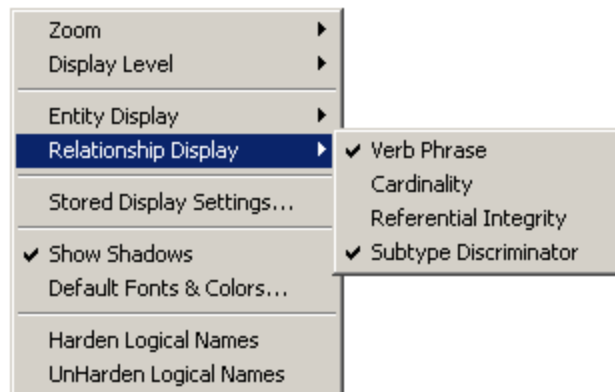 Zoom
Display Level
Entity Display
Relationship Display
Stored Display Settings...
Show Shadows
Default Fonts & Colors...
Harden Logical Names
UnHarden Logical Names
Verb Phrase
Cardinality
Referential Integrity
Subtype Discriminator